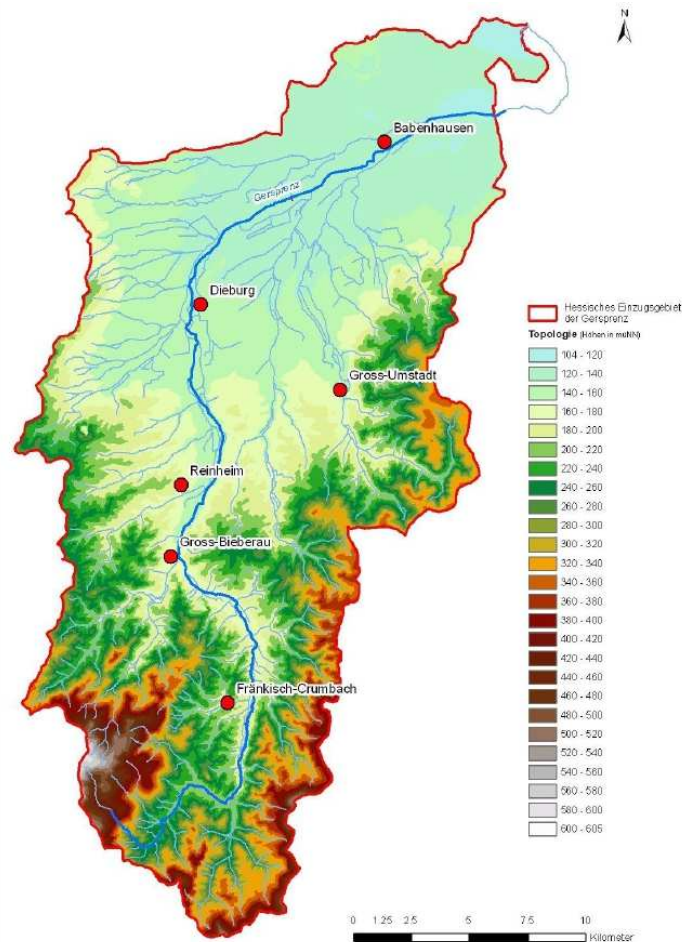 N
Babenhausen
Gersprenz
Dieburg
Gross-Umstadt
Reinheim
Gross-Bieberau
Fränkisch-Crumbach
Hessisches Einzugsgebiet
der Gersprenz
Topologie (Höhen in müNN)
104 - 120
120 - 140
140 - 160
160 - 180
180 - 200
200 - 220
220 - 240
240 - 260
260 - 280
280 - 300
300 - 320
320 - 340
340 - 360
360 - 380
380 - 400
400 - 420
420 - 440
440 - 460
460 - 480
480 - 500
500 - 520
520 - 540
540 - 560
560 - 580
580 - 600
600 - 605
0 1.25 2.5 5 7.5 10
Kilometer